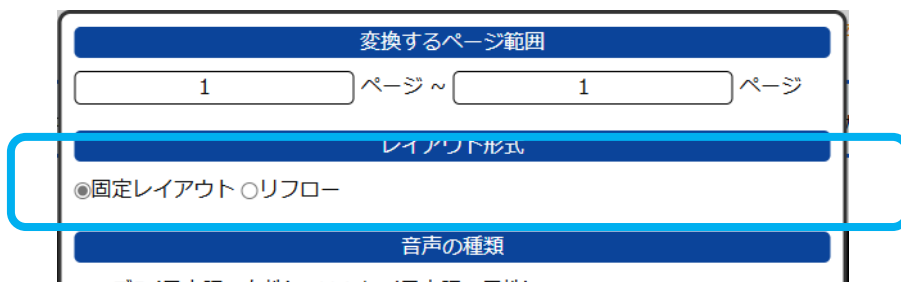 変換するページ範囲
1 ページ ~ 1 ページ
レイアウト形式
◉固定レイアウト ○リフロー
音声の種類